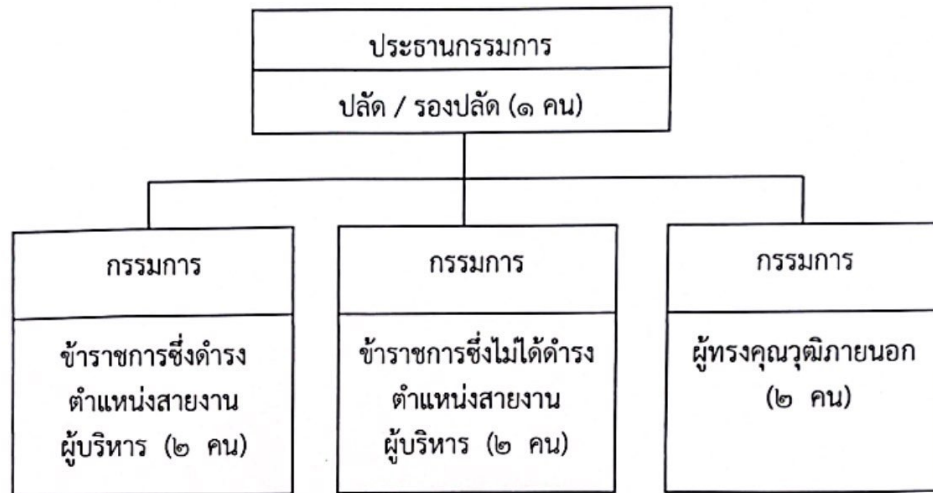 ประธานกรรมการ
ปลัด / รองปลัด (๑ คน)
กรรมการ
ข้าราชการซึ่งดำรง
ตำแหน่งสายงาน
ผู้บริหาร (๒ คน)
กรรมการ
ข้าราชการซึ่งไม่ได้ดำรง
ตำแหน่งสายงาน
ผู้บริหาร (๒ คน)
กรรมการ
ผู้ทรงคุณวุฒิภายนอก
(๒ คน)